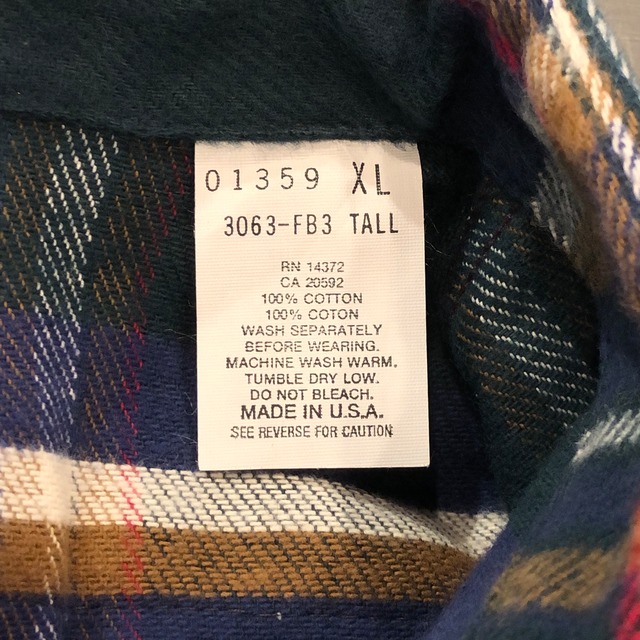 01359 XL
3063-FB3 TALL
RN 14372
CA 20592
100% COTTON
100% COTON
WASH SEPARATELY
BEFORE WEARING.
MACHINE WASH WARM.
TUMBLE DRY LOW.
DO NOT BLEACH.
MADE IN U.S.A.
SEE REVERSE FOR CAUTION